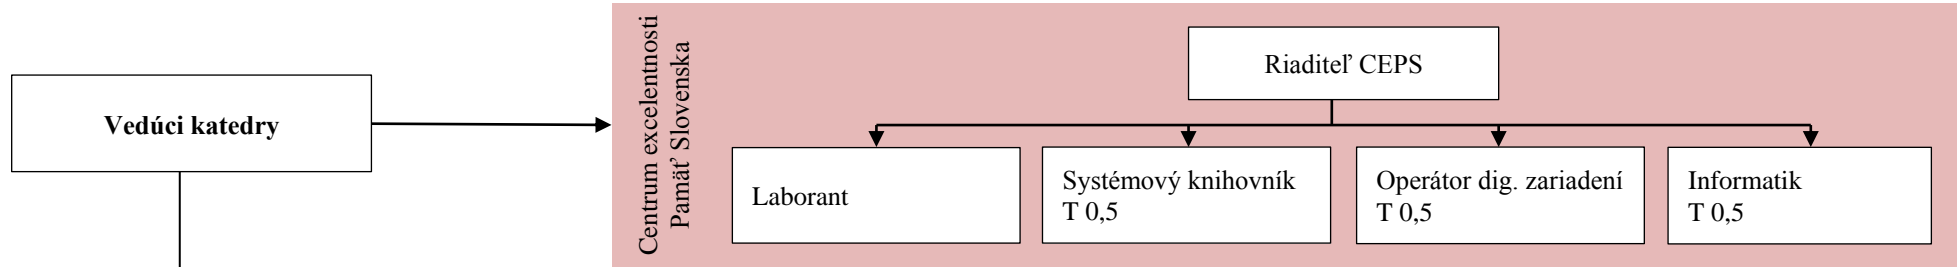 Vedúci katedry
Centrum excelentnosti
Pamäť Slovenska
Riaditeľ CEPS
Laborant
Systémový knihovník
T 0,5
Operátor dig. zariadení
T 0,5
Informatik
T 0,5